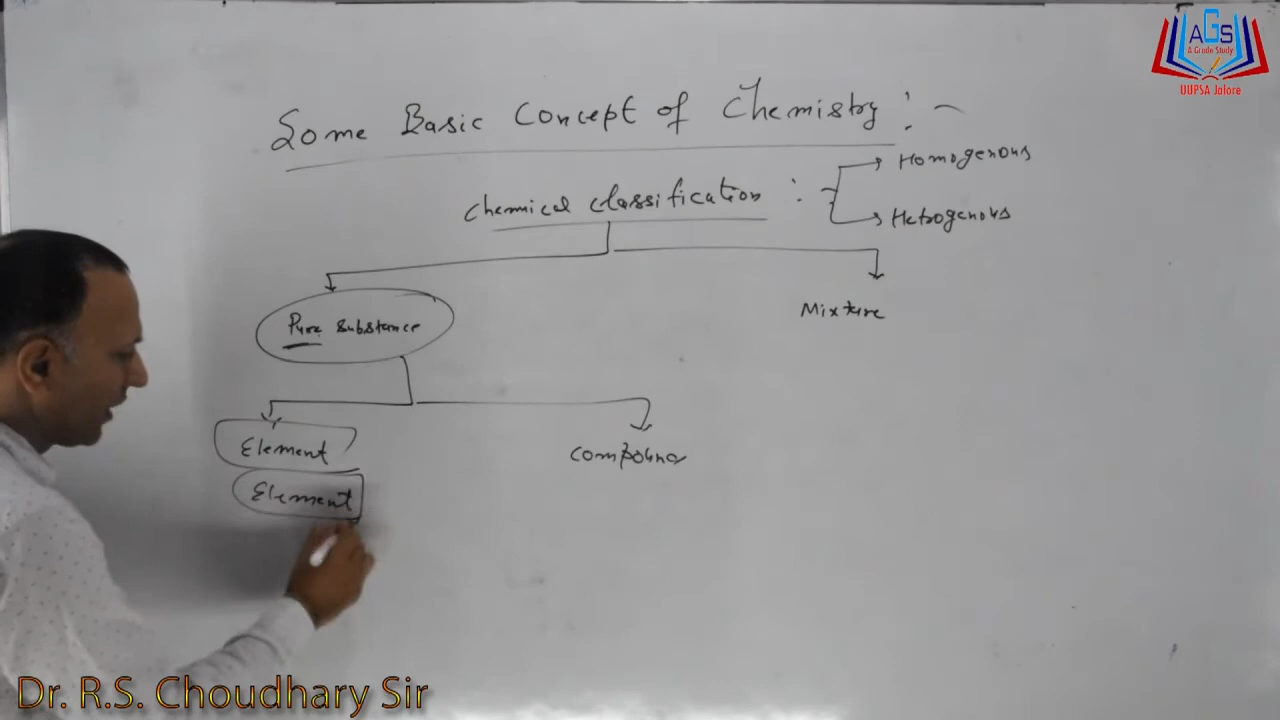 AGS
A Grade Study
UUPSA Jalore
Some Basic Concept of Chemistry : -
Chemical classification :
Homogenous
Hetrogenous
Pure substance
Mixture
Element
Compound
Element
Dr. R.S. Choudhary Sir